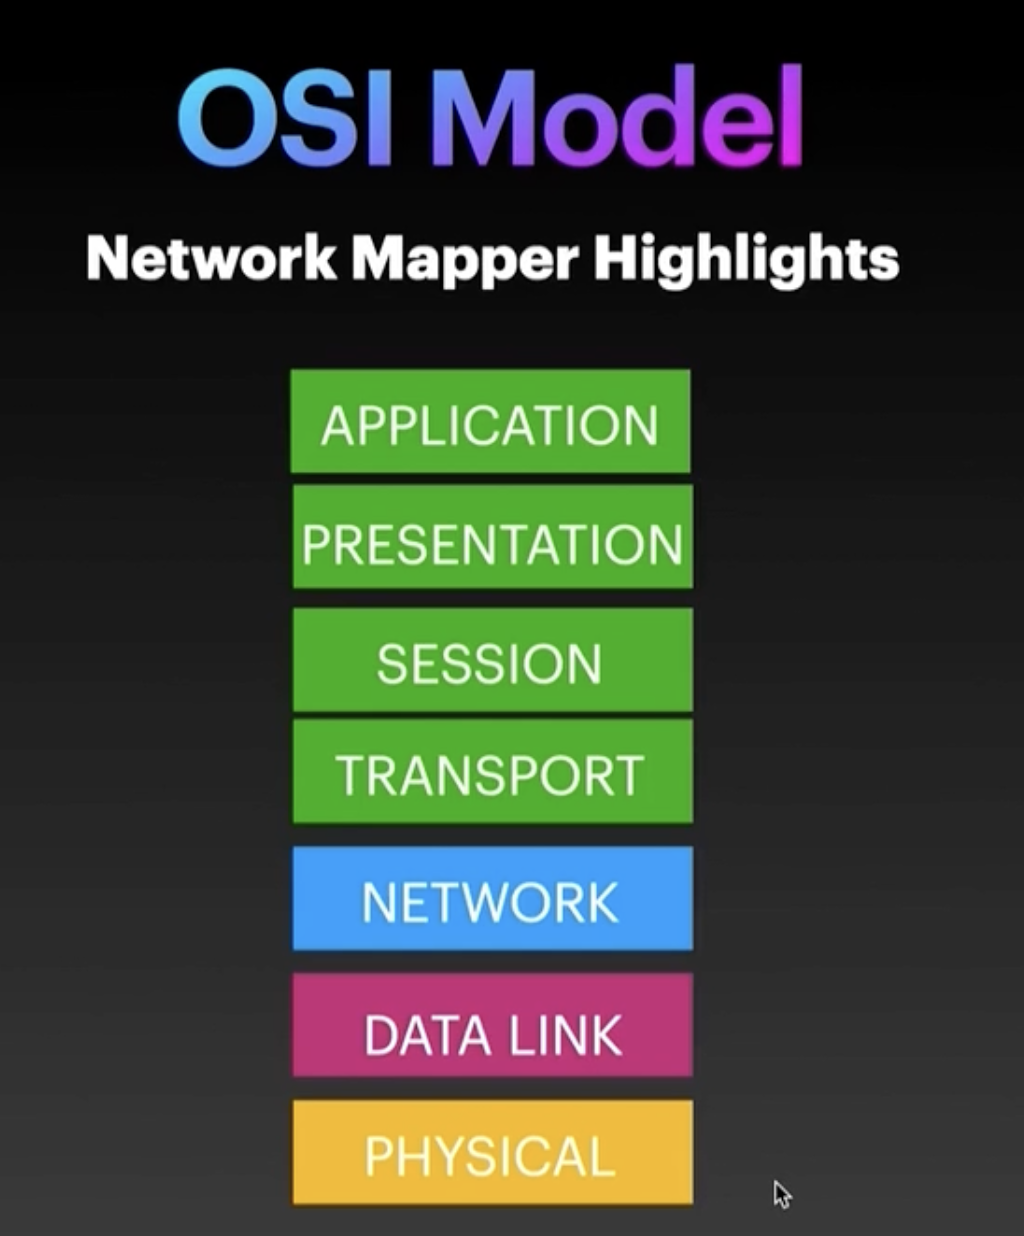 OSI Model
Network Mapper Highlights
APPLICATION
PRESENTATION
SESSION
TRANSPORT
NETWORK
DATA LINK
PHYSICAL